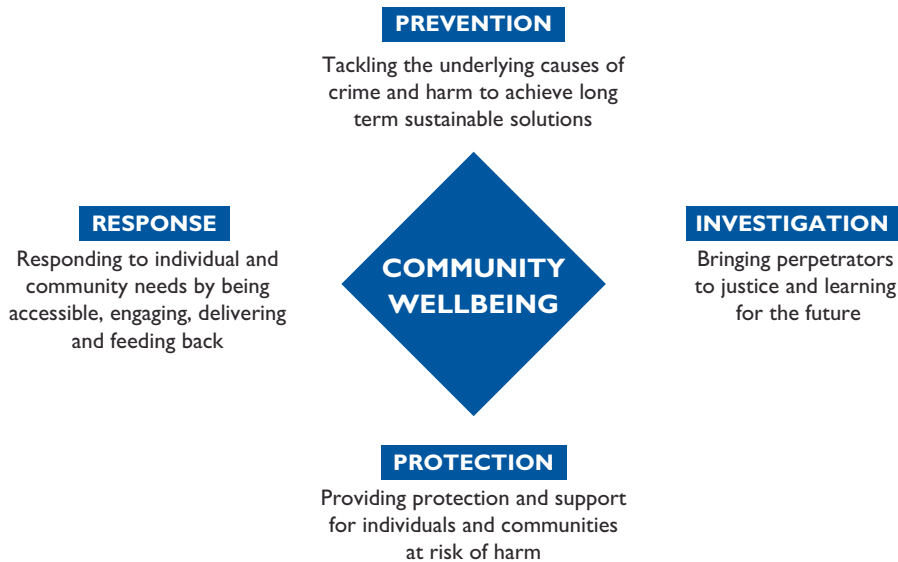 PREVENTION
Tackling the underlying causes of
crime and harm to achieve long
term sustainable solutions
RESPONSE
Responding to individual and
community needs by being
accessible, engaging, delivering
and feeding back
COMMUNITY
WELLBEING
INVESTIGATION
Bringing perpetrators
to justice and learning
for the future
PROTECTION
Providing protection and support
for individuals and communities
at risk of harm